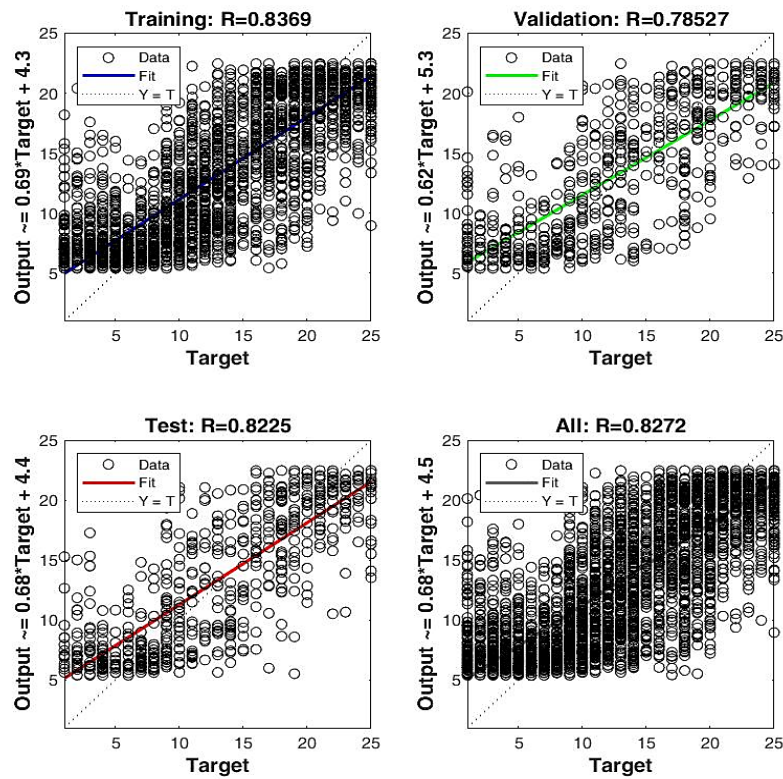 Training: R=0.8369
Output ~= 0.69*Target + 4.3
25
20
15
10
5
Data
Fit
Y = T
5 10 15 20 25
Target
Validation: R=0.78527
Output ~= 0.62*Target + 5.3
25
20
15
10
5
Data
Fit
Y = T
5 10 15 20 25
Target
Test: R=0.8225
Output ~= 0.68*Target + 4.4
25
20
15
10
5
Data
Fit
Y = T
5 10 15 20 25
Target
All: R=0.8272
Output ~= 0.68*Target + 4.5
25
20
15
10
5
Data
Fit
Y = T
5 10 15 20 25
Target